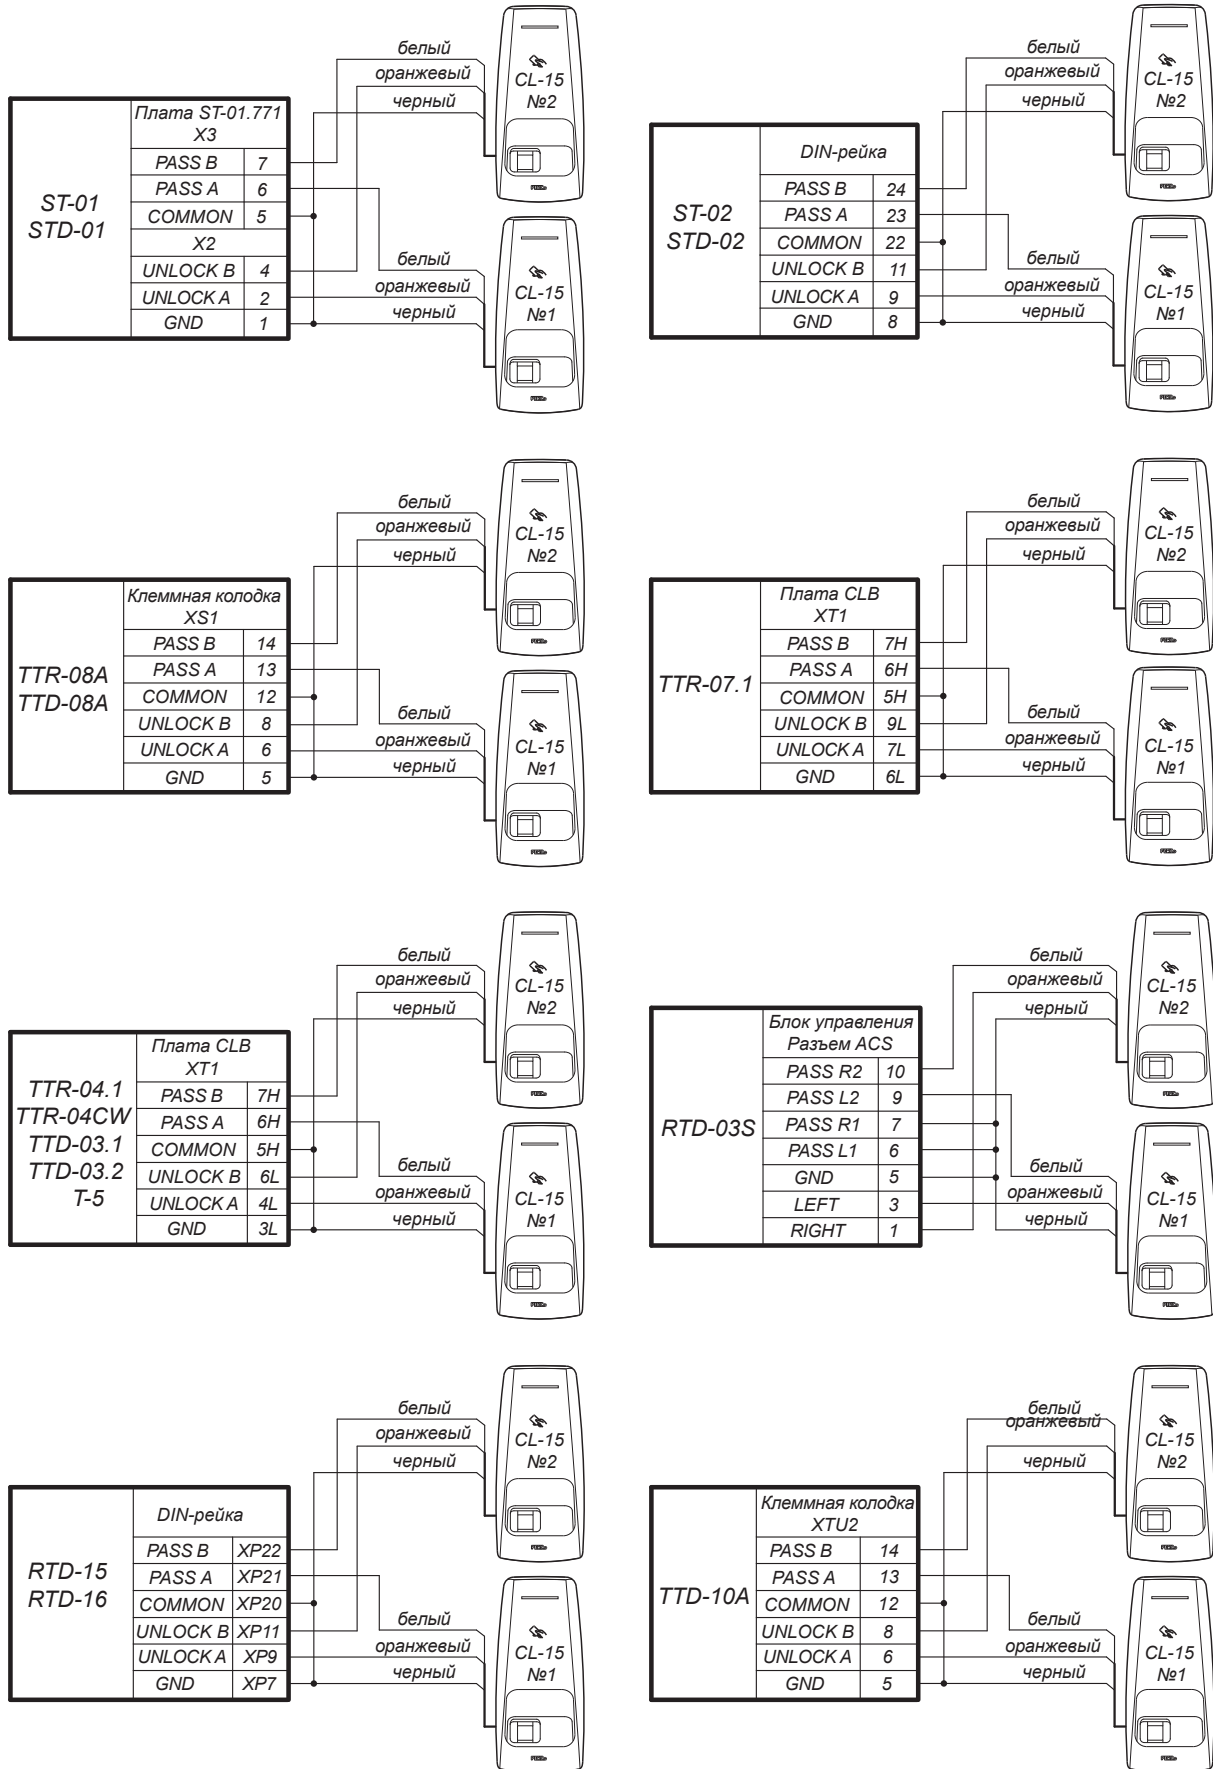 белый
оранжевый
черный
CL-15
№2
Плата ST-01.771
X3
PASS B 7
PASS A 6
COMMON 5
X2
UNLOCK B 4
UNLOCK A 2
GND 1
ST-01
STD-01
белый
оранжевый
черный
CL-15
№1
белый
оранжевый
черный
CL-15
№2
DIN-рейка
PASS B 24
PASS A 23
COMMON 22
UNLOCK B 11
UNLOCK A 9
GND 8
ST-02
STD-02
белый
оранжевый
черный
CL-15
№1
белый
оранжевый
черный
CL-15
№2
Клеммная колодка
XS1
PASS B 14
PASS A 13
COMMON 12
UNLOCK B 8
UNLOCK A 6
GND 5
TTR-08A
TTD-08A
белый
оранжевый
черный
CL-15
№1
белый
оранжевый
черный
CL-15
№2
Плата CLB
XT1
PASS B 7H
PASS A 6H
COMMON 5H
UNLOCK B 9L
UNLOCK A 7L
GND 6L
TTR-07.1
белый
оранжевый
черный
CL-15
№1
белый
оранжевый
черный
CL-15
№2
Плата CLB
XT1
PASS B 7H
PASS A 6H
COMMON 5H
UNLOCK B 6L
UNLOCK A 4L
GND 3L
TTR-04.1
TTR-04CW
TTD-03.1
TTD-03.2
T-5
белый
оранжевый
черный
CL-15
№1
белый
оранжевый
черный
CL-15
№2
Блок управления
Разъем ACS
PASS R2 10
PASS L2 9
PASS R1 7
PASS L1 6
GND 5
LEFT 3
RIGHT 1
RTD-03S
белый
оранжевый
черный
CL-15
№1
белый
оранжевый
черный
CL-15
№2
DIN-рейка
PASS B XP22
PASS A XP21
COMMON XP20
UNLOCK B XP11
UNLOCK A XP9
GND XP7
RTD-15
RTD-16
белый
оранжевый
черный
CL-15
№1
белый
оранжевый
черный
CL-15
№2
Клеммная колодка
XTU2
PASS B 14
PASS A 13
COMMON 12
UNLOCK B 8
UNLOCK A 6
GND 5
TTD-10A
белый
оранжевый
черный
CL-15
№1